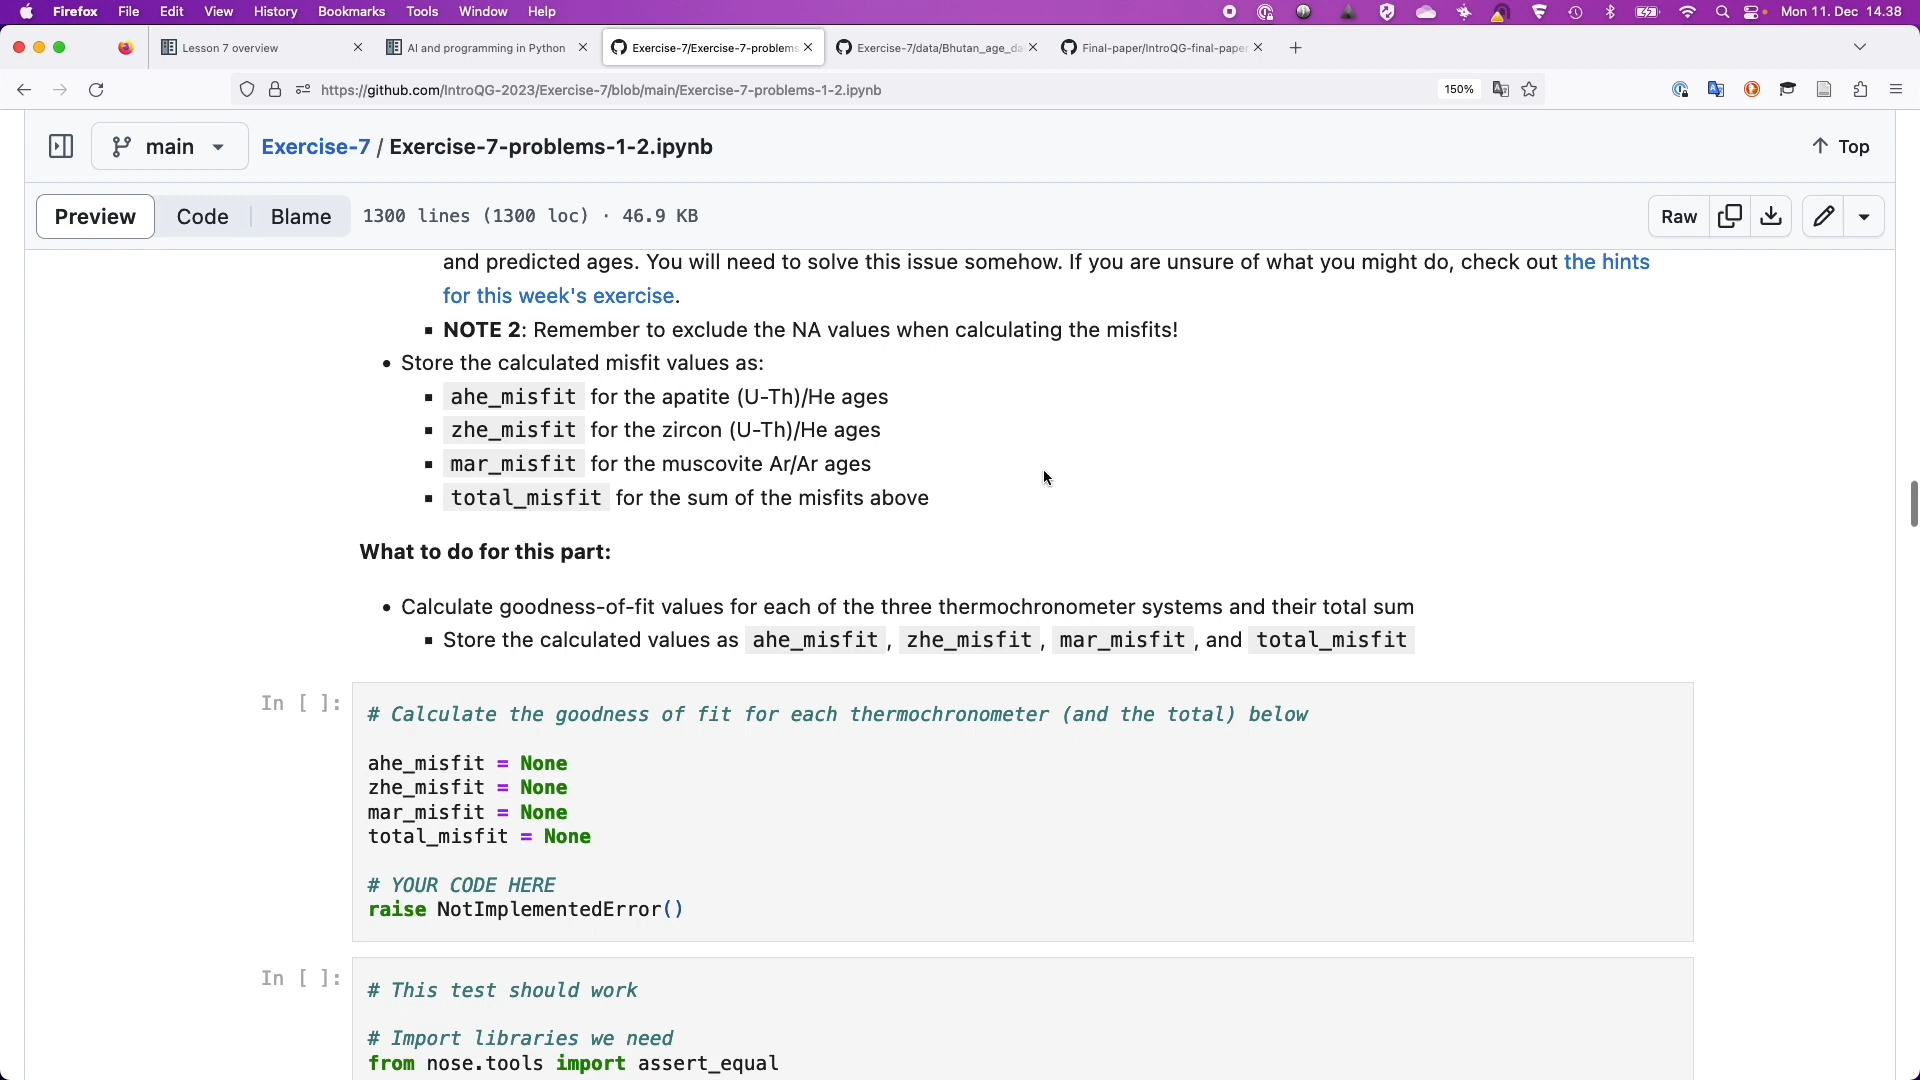 Firefox File Edit View History Bookmarks Tools Window Help Mon 11. Dec 14.38
Lesson 7 overview AI and programming in Python Exercise-7/Exercise-7-problems Exercise-7/data/Bhutan_age_da Final-paper/IntroQG-final-paper
https://github.com/IntroQG-2023/Exercise-7/blob/main/Exercise-7-problems-1-2.ipynb 150%
main Exercise-7 / Exercise-7-problems-1-2.ipynb Top
Preview Code Blame 1300 lines (1300 loc) · 46.9 KB Raw
and predicted ages. You will need to solve this issue somehow. If you are unsure of what you might do, check out the hints
for this week's exercise.
▪ NOTE 2: Remember to exclude the NA values when calculating the misfits!
• Store the calculated misfit values as:
▪ ahe_misfit for the apatite (U-Th)/He ages
▪ zhe_misfit for the zircon (U-Th)/He ages
▪ mar_misfit for the muscovite Ar/Ar ages
▪ total_misfit for the sum of the misfits above
What to do for this part:
• Calculate goodness-of-fit values for each of the three thermochronometer systems and their total sum
▪ Store the calculated values as ahe_misfit , zhe_misfit , mar_misfit , and total_misfit
In [ ]:
# Calculate the goodness of fit for each thermochronometer (and the total) below
ahe_misfit = None
zhe_misfit = None
mar_misfit = None
total_misfit = None
# YOUR CODE HERE
raise NotImplementedError()
In [ ]:
# This test should work
# Import libraries we need
from nose.tools import assert_equal